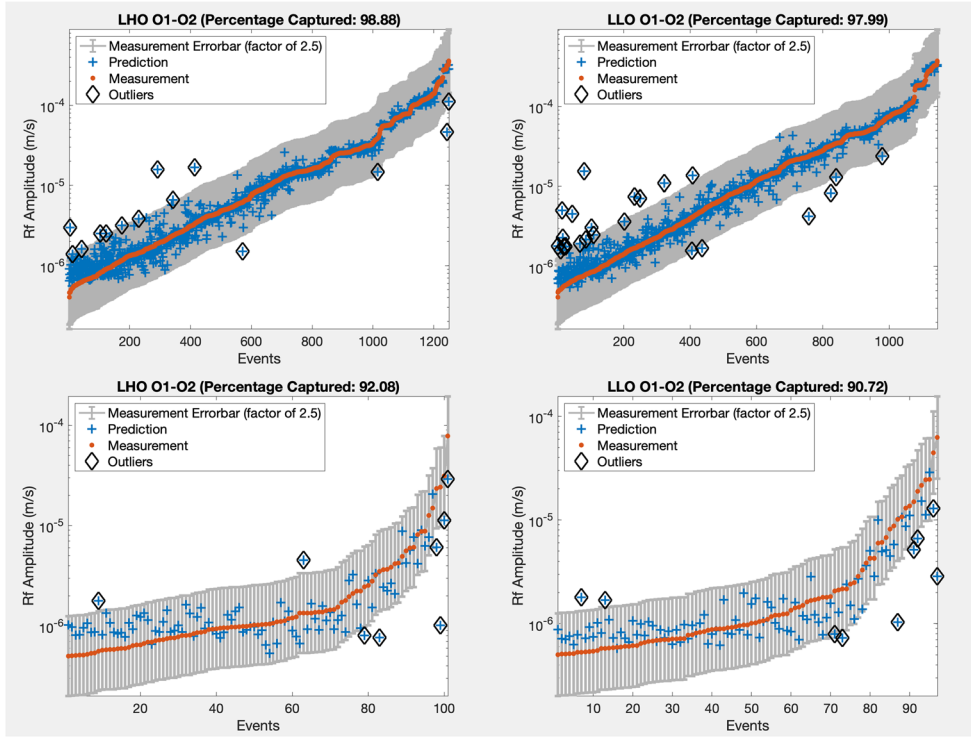 LHO O1-O2 (Percentage Captured: 98.88)
Measurement Errorbar (factor of 2.5)
Prediction
Measurement
Outliers
Rf Amplitude (m/s)
10^-4
10^-5
10^-6
200 400 600 800 1000 1200
Events
LLO O1-O2 (Percentage Captured: 97.99)
Measurement Errorbar (factor of 2.5)
Prediction
Measurement
Outliers
Rf Amplitude (m/s)
10^-4
10^-5
10^-6
200 400 600 800 1000
Events
LHO O1-O2 (Percentage Captured: 92.08)
Measurement Errorbar (factor of 2.5)
Prediction
Measurement
Outliers
Rf Amplitude (m/s)
10^-4
10^-5
10^-6
20 40 60 80 100
Events
LLO O1-O2 (Percentage Captured: 90.72)
Measurement Errorbar (factor of 2.5)
Prediction
Measurement
Outliers
Rf Amplitude (m/s)
10^-4
10^-5
10^-6
10 20 30 40 50 60 70 80 90
Events